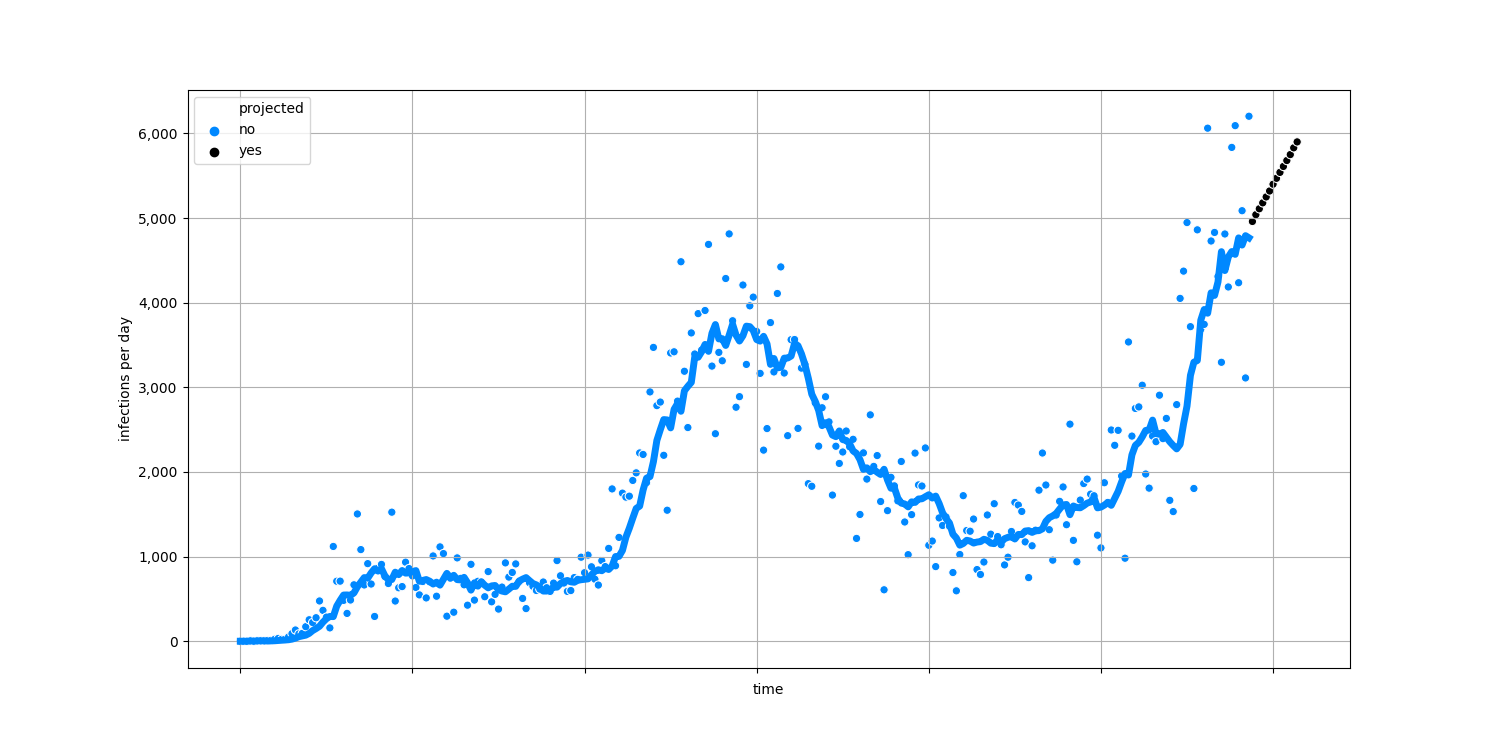 projected
no
yes
6,000
5,000
4,000
3,000
2,000
1,000
0
infections per day
time